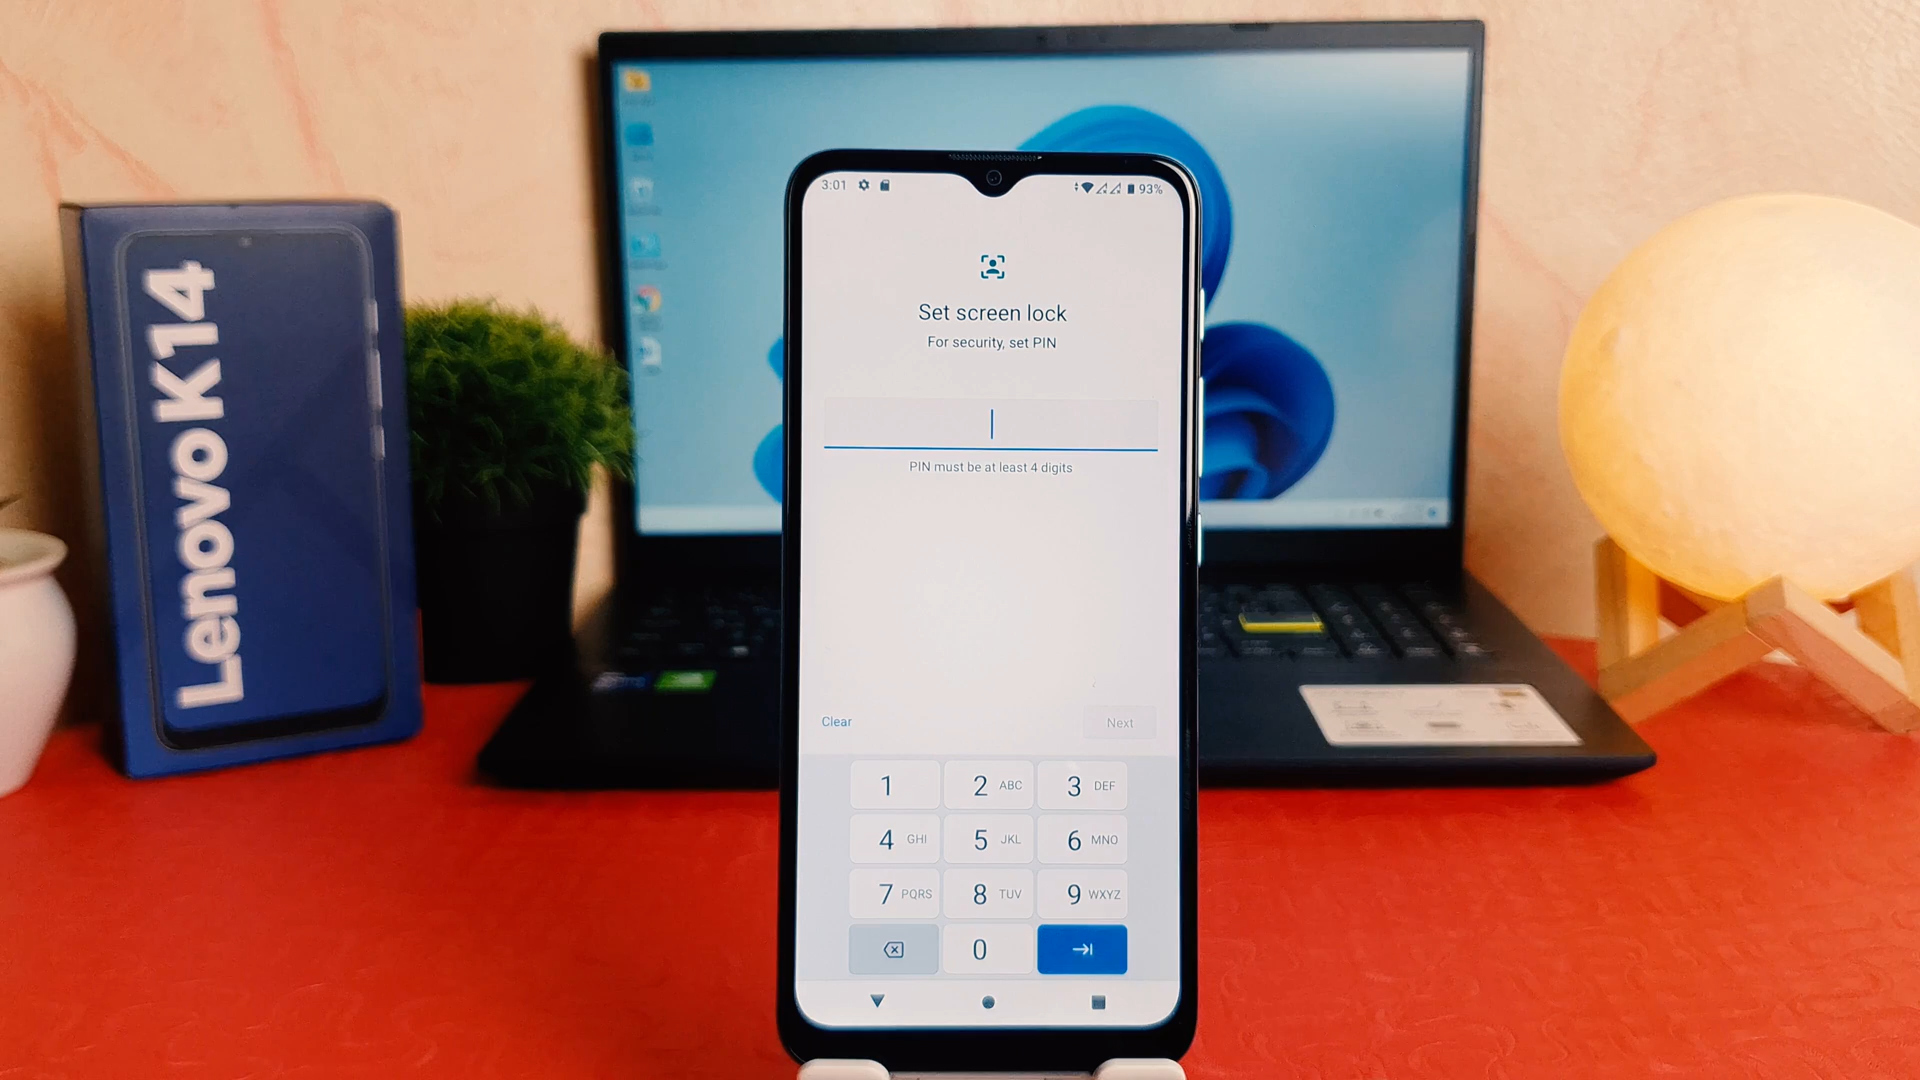 Lenovo K14
3:01
93%
Set screen lock
For security, set PIN
PIN must be at least 4 digits
Clear
Next
1
2 ABC
3 DEF
4 GHI
5 JKL
6 MNO
7 PQRS
8 TUV
9 WXYZ
0